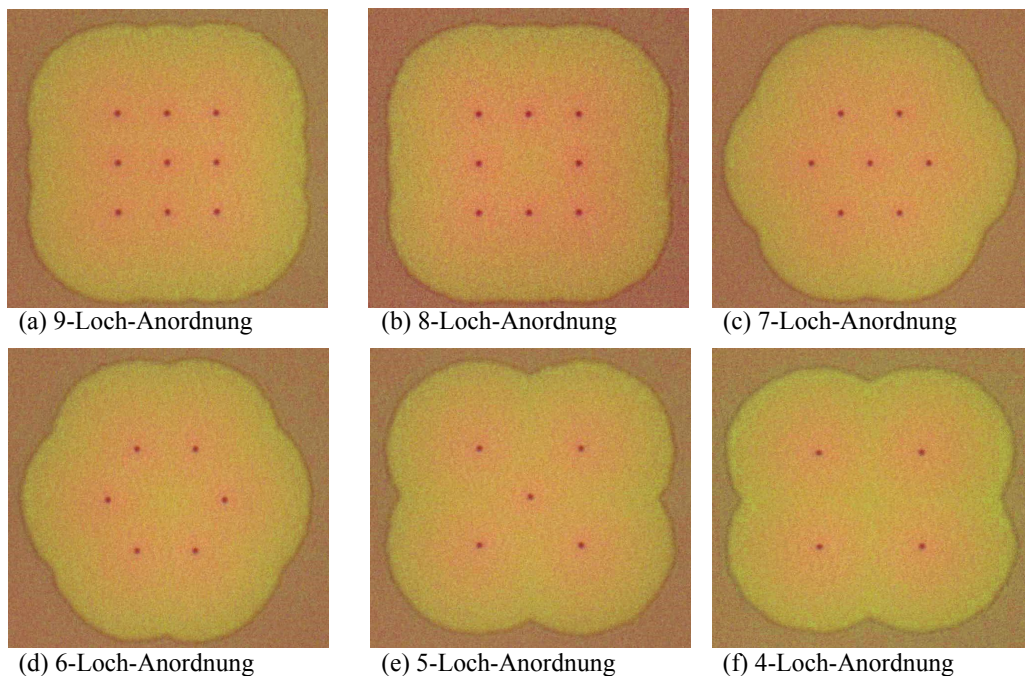 (a) 9-Loch-Anordnung
(b) 8-Loch-Anordnung
(c) 7-Loch-Anordnung
(d) 6-Loch-Anordnung
(e) 5-Loch-Anordnung
(f) 4-Loch-Anordnung